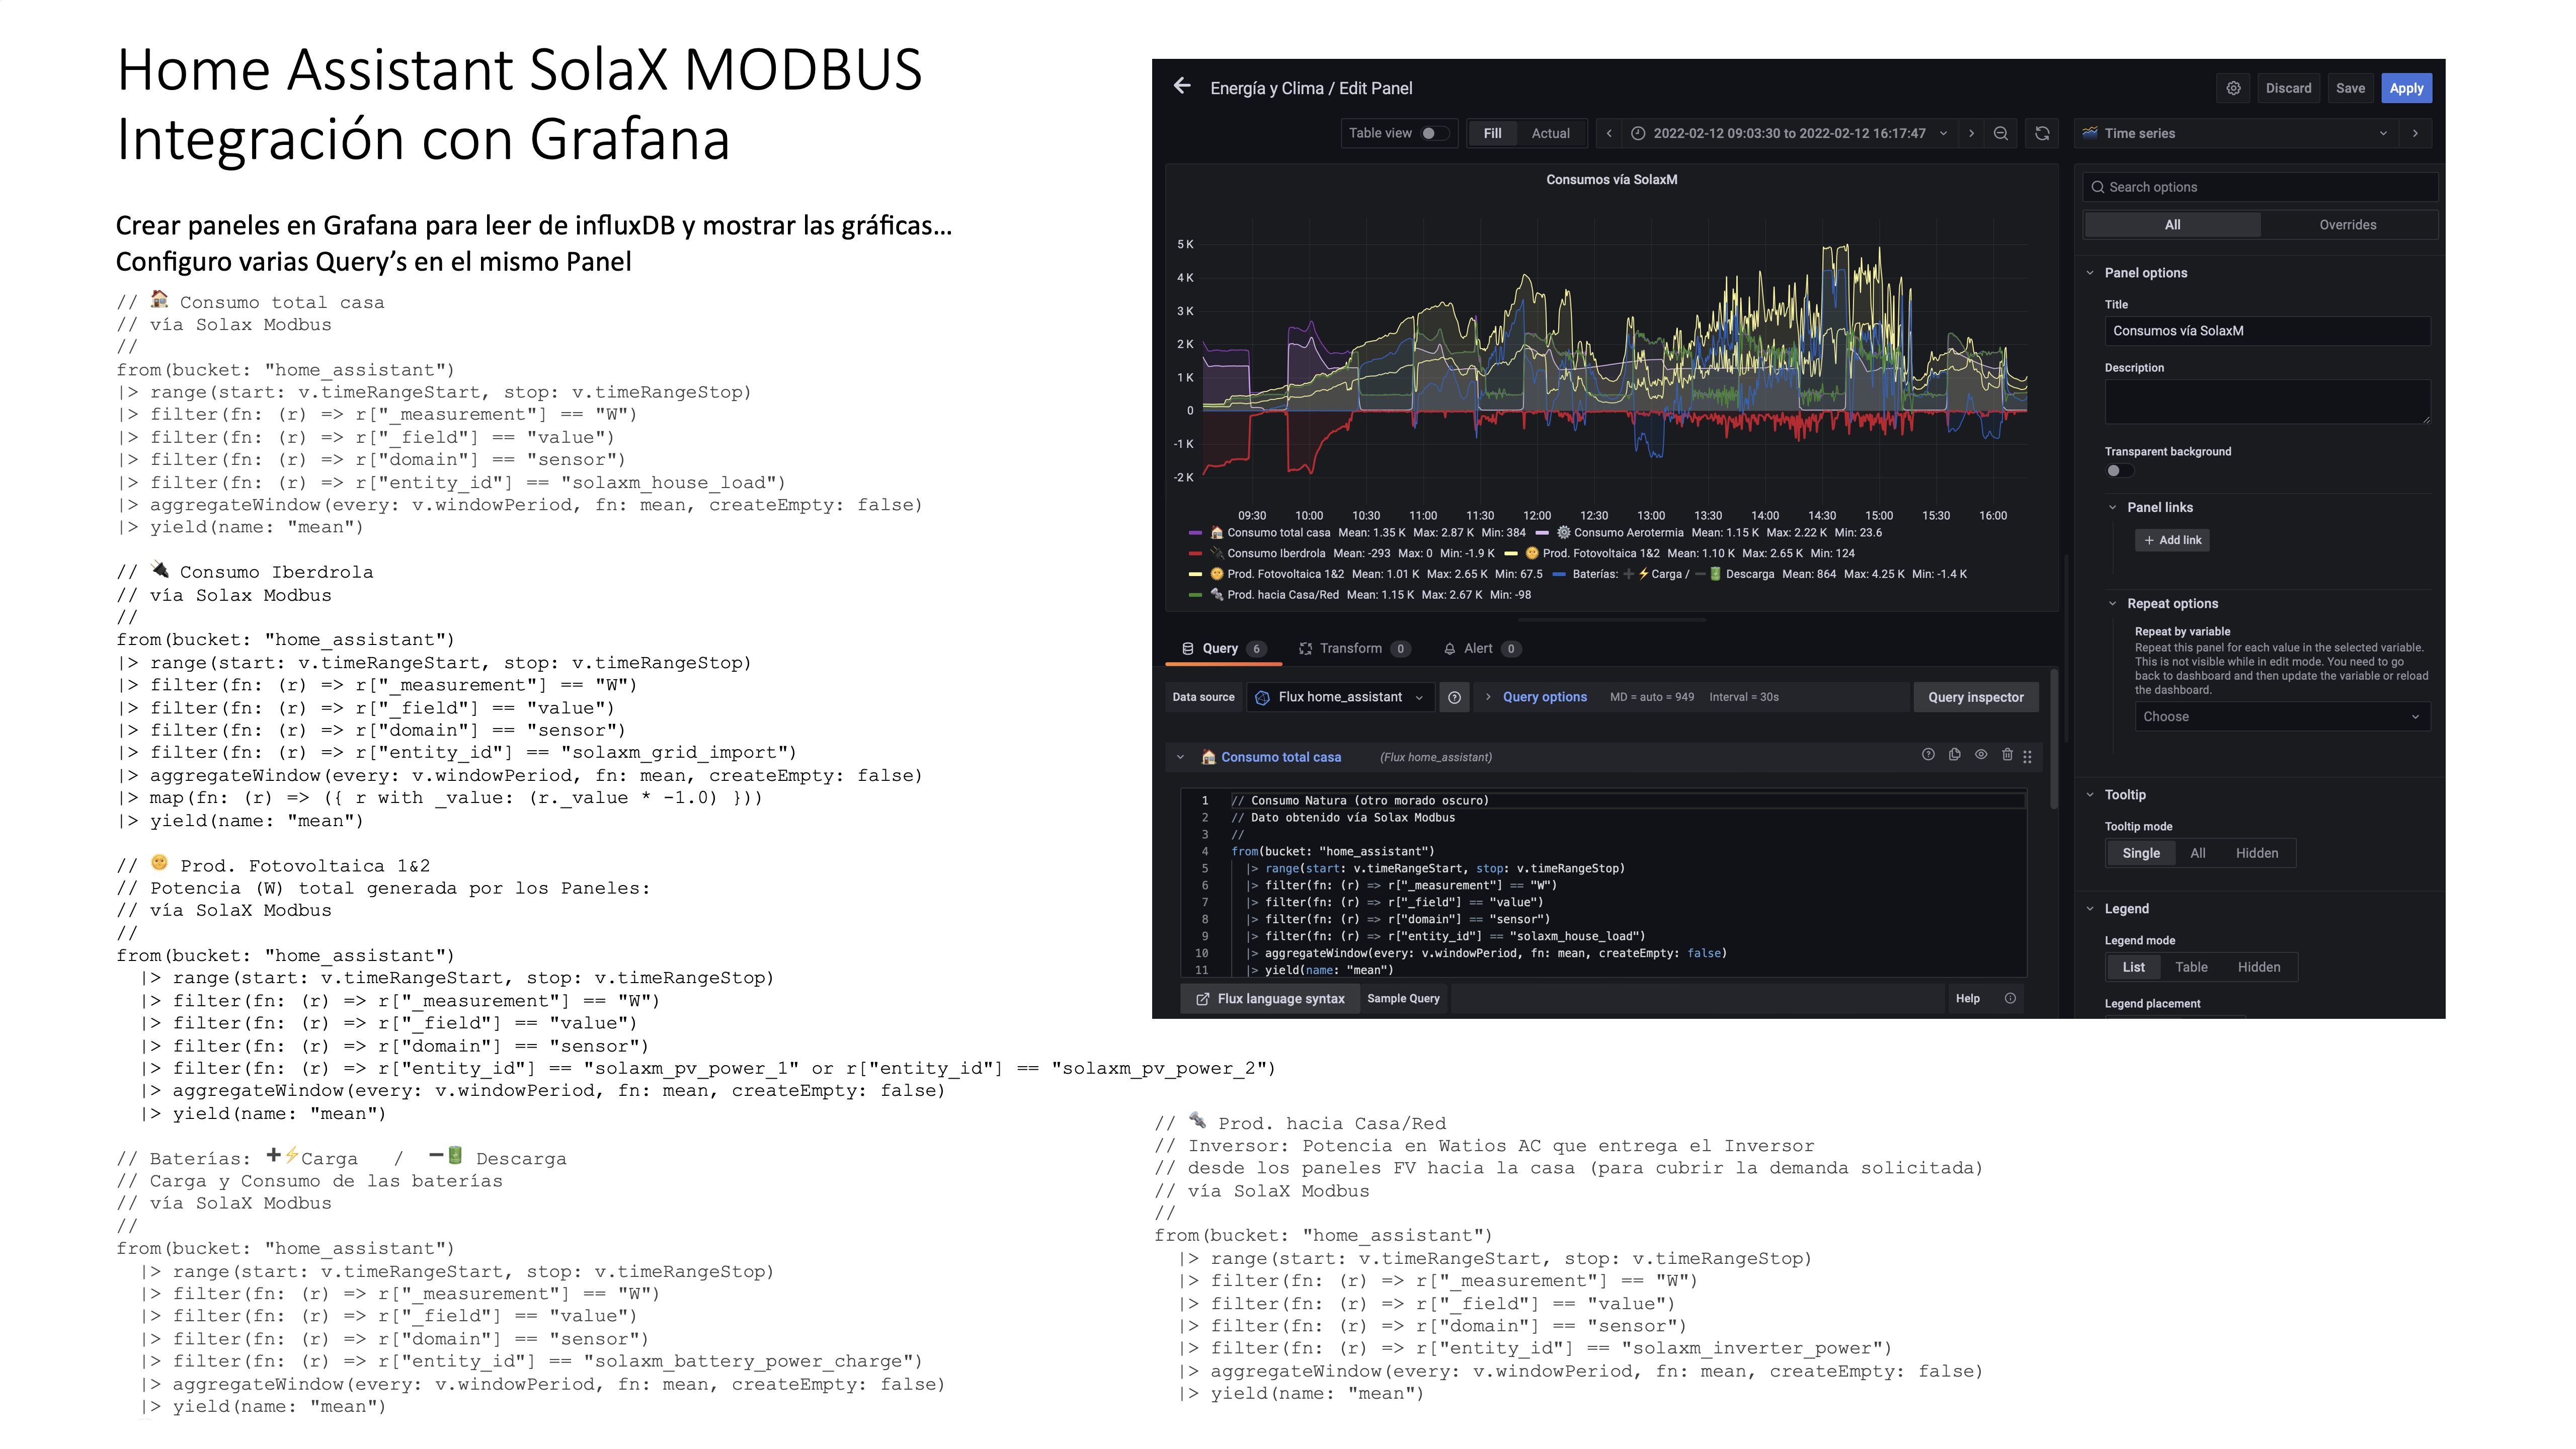 Home Assistant SolaX MODBUS
Integración con Grafana
Crear paneles en Grafana para leer de influxDB y mostrar las gráficas…
Configuro varias Query’s en el mismo Panel
// 🏠 Consumo total casa
// vía Solax Modbus
//
from(bucket: "home_assistant")
|> range(start: v.timeRangeStart, stop: v.timeRangeStop)
|> filter(fn: (r) => r["_measurement"] == "W")
|> filter(fn: (r) => r["_field"] == "value")
|> filter(fn: (r) => r["domain"] == "sensor")
|> filter(fn: (r) => r["entity_id"] == "solaxm_house_load")
|> aggregateWindow(every: v.windowPeriod, fn: mean, createEmpty: false)
|> yield(name: "mean")
// 🔌 Consumo Iberdrola
// vía Solax Modbus
//
from(bucket: "home_assistant")
|> range(start: v.timeRangeStart, stop: v.timeRangeStop)
|> filter(fn: (r) => r["_measurement"] == "W")
|> filter(fn: (r) => r["_field"] == "value")
|> filter(fn: (r) => r["domain"] == "sensor")
|> filter(fn: (r) => r["entity_id"] == "solaxm_grid_import")
|> aggregateWindow(every: v.windowPeriod, fn: mean, createEmpty: false)
|> map(fn: (r) => ({ r with _value: (r._value * -1.0) }))
|> yield(name: "mean")
// 🌞 Prod. Fotovoltaica 1&2
// Potencia (W) total generada por los Paneles:
// vía SolaX Modbus
//
from(bucket: "home_assistant")
|> range(start: v.timeRangeStart, stop: v.timeRangeStop)
|> filter(fn: (r) => r["_measurement"] == "W")
|> filter(fn: (r) => r["_field"] == "value")
|> filter(fn: (r) => r["domain"] == "sensor")
|> filter(fn: (r) => r["entity_id"] == "solaxm_pv_power_1" or r["entity_id"] == "solaxm_pv_power_2")
|> aggregateWindow(every: v.windowPeriod, fn: mean, createEmpty: false)
|> yield(name: "mean")
// Baterías: ➕⚡Carga / ➖🔋 Descarga
// Carga y Consumo de las baterías
// vía SolaX Modbus
//
from(bucket: "home_assistant")
|> range(start: v.timeRangeStart, stop: v.timeRangeStop)
|> filter(fn: (r) => r["_measurement"] == "W")
|> filter(fn: (r) => r["_field"] == "value")
|> filter(fn: (r) => r["domain"] == "sensor")
|> filter(fn: (r) => r["entity_id"] == "solaxm_battery_power_charge")
|> aggregateWindow(every: v.windowPeriod, fn: mean, createEmpty: false)
|> yield(name: "mean")
// 🔩 Prod. hacia Casa/Red
// Inversor: Potencia en Watios AC que entrega el Inversor
// desde los paneles FV hacia la casa (para cubrir la demanda solicitada)
// vía SolaX Modbus
//
from(bucket: "home_assistant")
|> range(start: v.timeRangeStart, stop: v.timeRangeStop)
|> filter(fn: (r) => r["_measurement"] == "W")
|> filter(fn: (r) => r["_field"] == "value")
|> filter(fn: (r) => r["domain"] == "sensor")
|> filter(fn: (r) => r["entity_id"] == "solaxm_inverter_power")
|> aggregateWindow(every: v.windowPeriod, fn: mean, createEmpty: false)
|> yield(name: "mean")
Energía y Clima / Edit Panel
Discard Save Apply
Table view Fill Actual 2022-02-12 09:03:30 to 2022-02-12 16:17:47
Consumos vía SolaxM
5 K
4 K
3 K
2 K
1 K
0
-1 K
-2 K
09:30 10:00 10:30 11:00 11:30 12:00 12:30 13:00 13:30 14:00 14:30 15:00 15:30 16:00
🏠 Consumo total casa Mean: 1.35 K Max: 2.87 K Min: 384 ⚙️ Consumo Aerotermia Mean: 1.15 K Max: 2.22 K Min: 23.6
🔌 Consumo Iberdrola Mean: -293 Max: 0 Min: -1.9 K 🌞 Prod. Fotovoltaica 1&2 Mean: 1.10 K Max: 2.65 K Min: 124
🌞 Prod. Fotovoltaica 1&2 Mean: 1.01 K Max: 2.65 K Min: 67.5 Baterías: ➕⚡Carga / ➖🔋 Descarga Mean: 864 Max: 4.25 K Min: -1.4 K
🔩 Prod. hacia Casa/Red Mean: 1.15 K Max: 2.67 K Min: -98
Query 6 Transform 0 Alert 0
Data source Flux home_assistant Query options MD = auto = 949 Interval = 30s Query inspector
🏠 Consumo total casa (Flux home_assistant)
1 // Consumo Natura (otro morado oscuro)
2 // Dato obtenido vía Solax Modbus
3 //
4 from(bucket: "home_assistant")
5 |> range(start: v.timeRangeStart, stop: v.timeRangeStop)
6 |> filter(fn: (r) => r["_measurement"] == "W")
7 |> filter(fn: (r) => r["_field"] == "value")
8 |> filter(fn: (r) => r["domain"] == "sensor")
9 |> filter(fn: (r) => r["entity_id"] == "solaxm_house_load")
10 |> aggregateWindow(every: v.windowPeriod, fn: mean, createEmpty: false)
11 |> yield(name: "mean")
Flux language syntax Sample Query Help
Time series
Search options
All Overrides
Panel options
Title
Consumos vía SolaxM
Description
Transparent background
Panel links
+ Add link
Repeat options
Repeat by variable
Repeat this panel for each value in the selected variable.
This is not visible while in edit mode. You need to go
back to dashboard and then update the variable or reload
the dashboard.
Choose
Tooltip
Tooltip mode
Single All Hidden
Legend
Legend mode
List Table Hidden
Legend placement